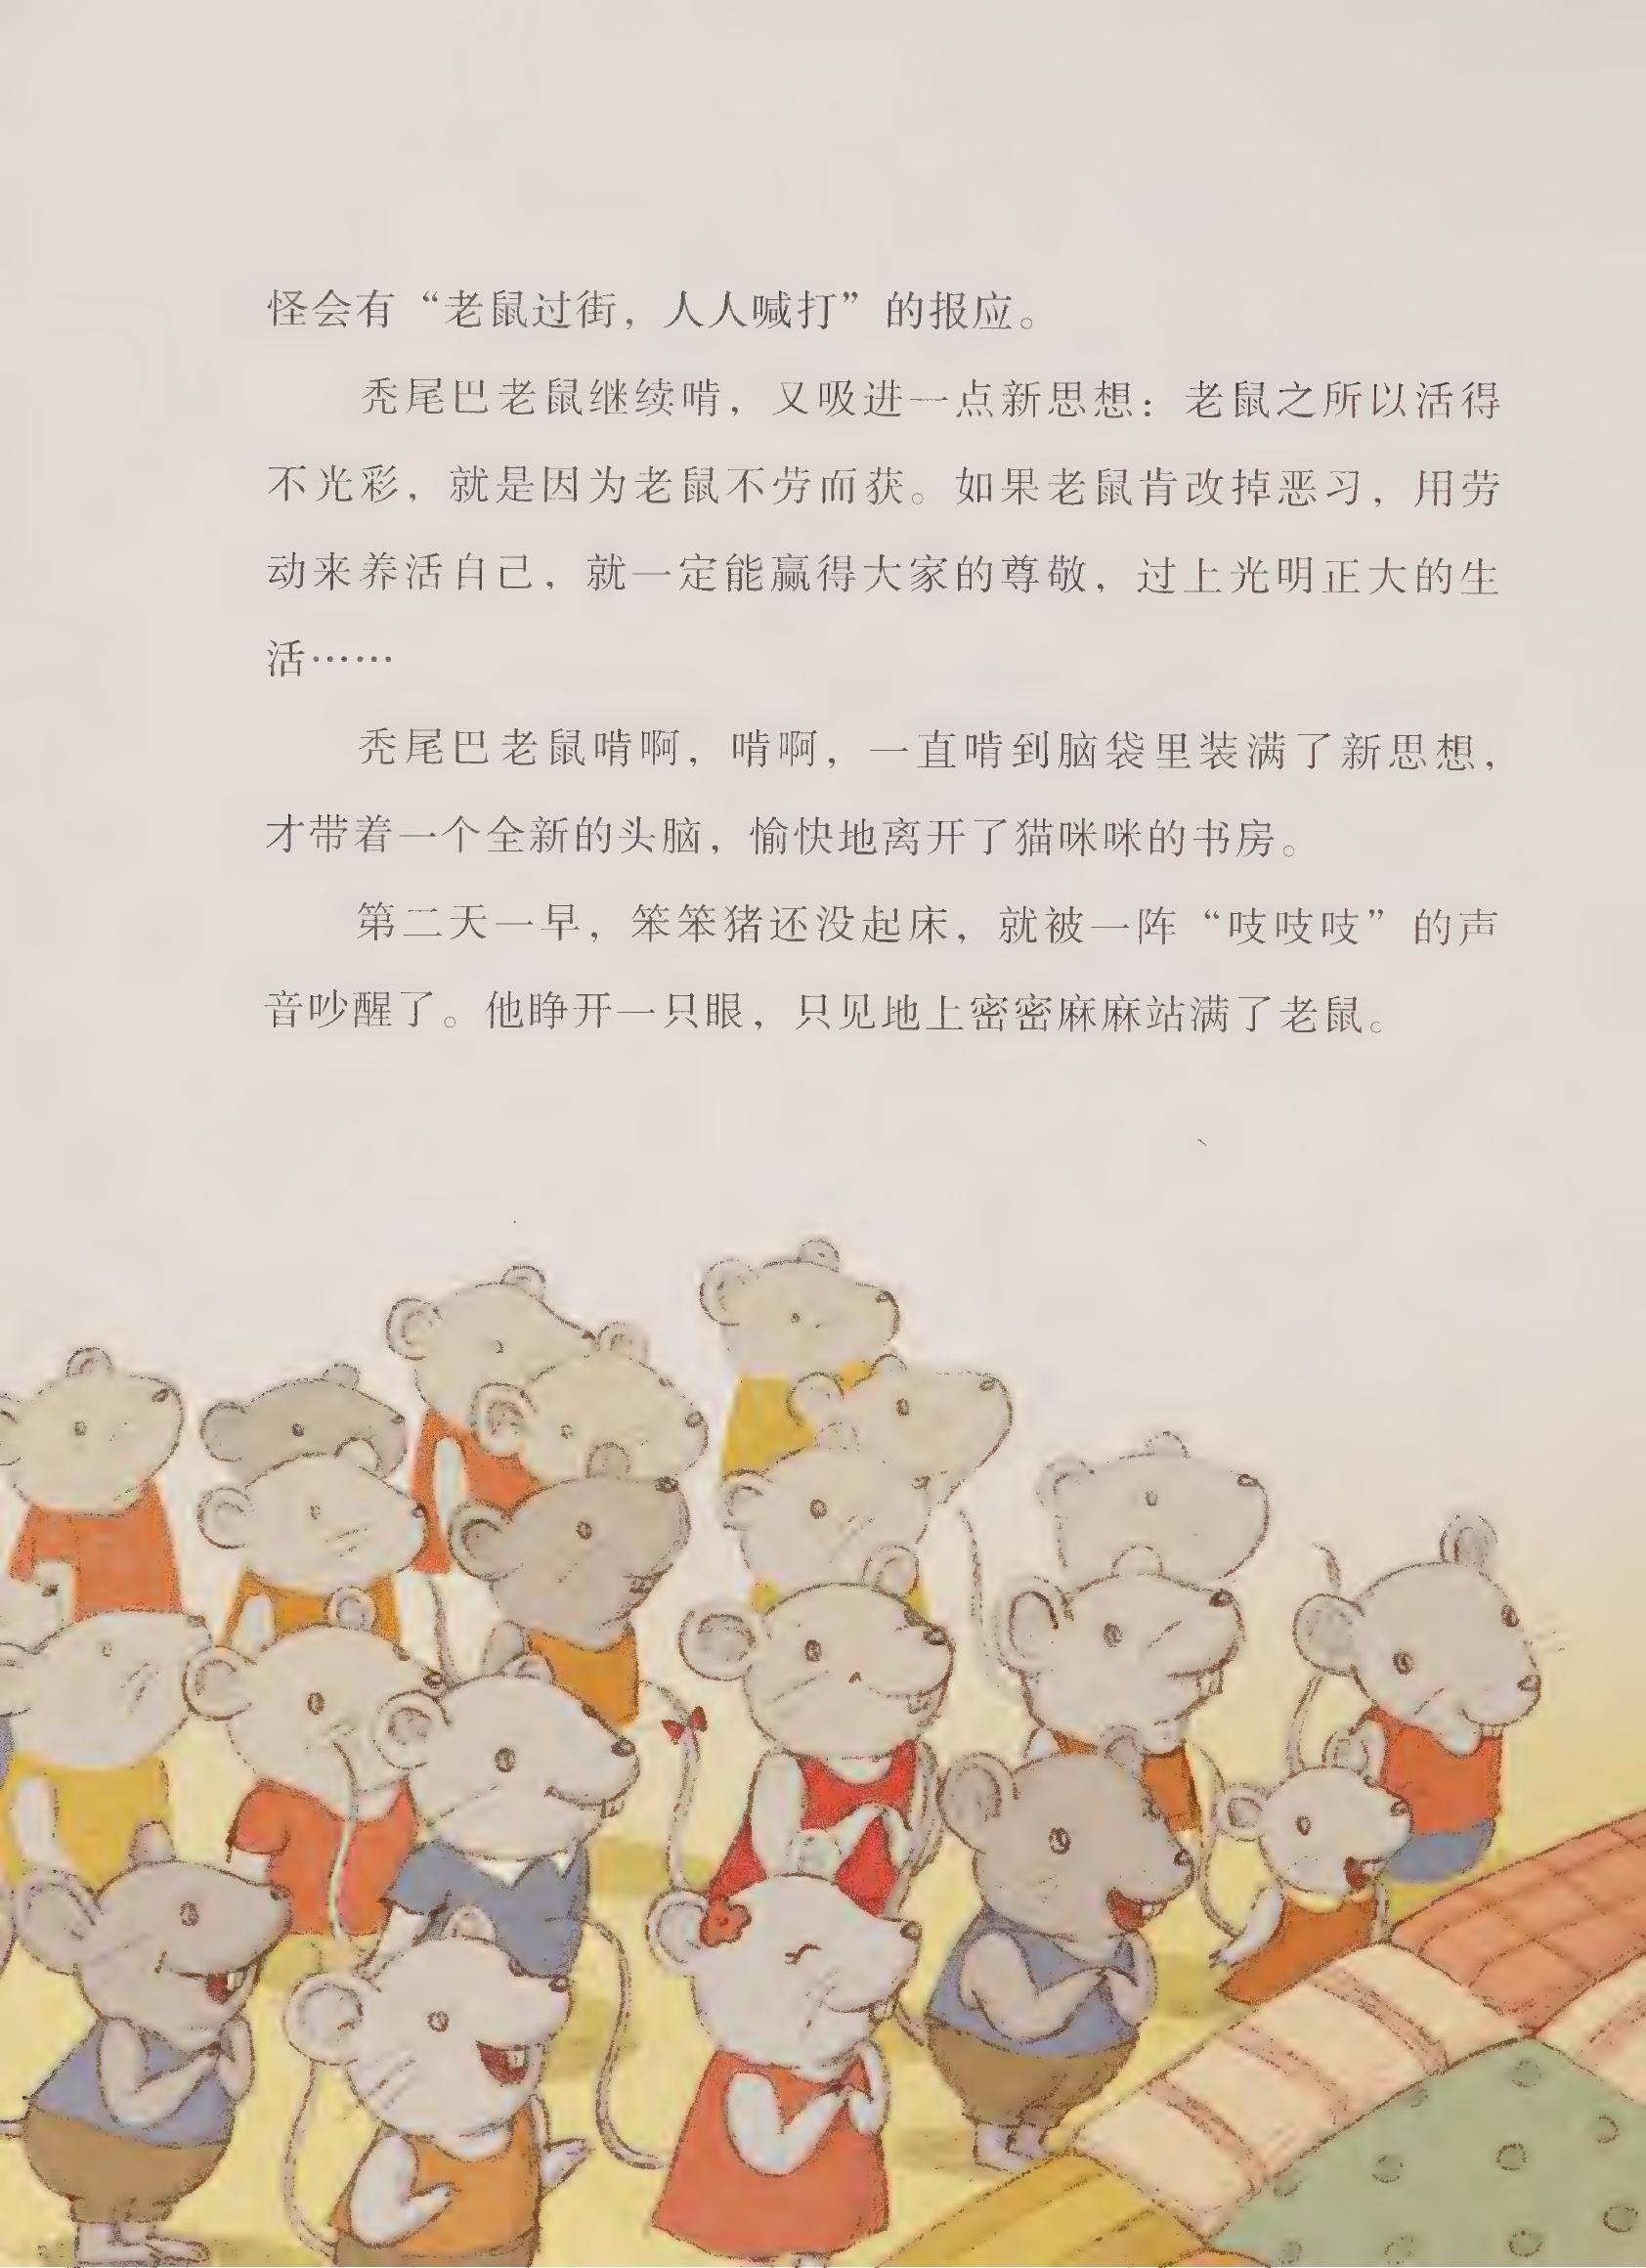 怪会有“老鼠过街，人人喊打”的报应。
秃尾巴老鼠继续啃，又吸进一点新思想：老鼠之所以活得
不光彩，就是因为老鼠不劳而获。如果老鼠肯改掉恶习，用劳
动来养活自己，就一定能赢得大家的尊敬，过上光明正大的生
活……
秃尾巴老鼠啃啊，啃啊，一直啃到脑袋里装满了新思想，
才带着一个全新的头脑，愉快地离开了猫咪咪的书房。
第二天一早，笨笨猪还没起床，就被一阵“吱吱吱”的声
音吵醒了。他睁开一只眼，只见地上密密麻麻站满了老鼠。